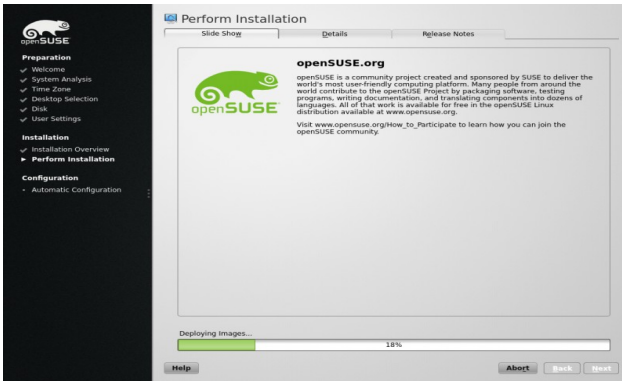 openSUSE
Preparation
Welcome
System Analysis
Time Zone
Desktop Selection
Disk
User Settings
Installation
Installation Overview
Perform Installation
Configuration
Automatic Configuration
Perform Installation
Slide Show Details Release Notes
openSUSE
openSUSE.org
openSUSE is a community project created and sponsored by SUSE to deliver the
world's most user-friendly computing platform. Many people from around the
world contribute to the openSUSE Project by packaging software, testing
programs, writing documentation, and translating components into dozens of
languages. All of that work is available for free in the openSUSE Linux
distribution available at www.opensuse.org.
Visit www.opensuse.org/How_to_Participate to learn how you can join the
openSUSE community.
Deploying Images...
18%
Help Abort Back Next